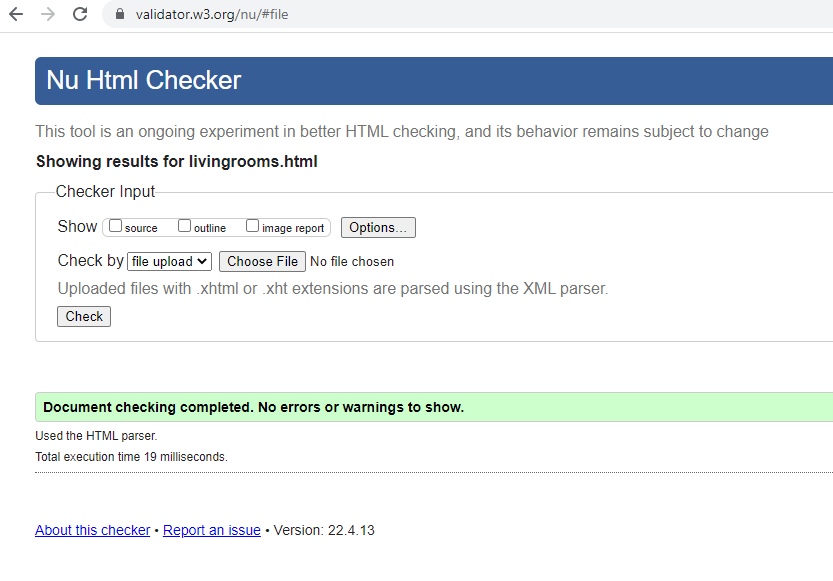 validator.w3.org/nu/#file
Nu Html Checker
This tool is an ongoing experiment in better HTML checking, and its behavior remains subject to change
Showing results for livingrooms.html
Checker Input
Show source outline image report Options...
Check by file upload Choose File No file chosen
Uploaded files with .xhtml or .xht extensions are parsed using the XML parser.
Check
Document checking completed. No errors or warnings to show.
Used the HTML parser.
Total execution time 19 milliseconds.
About this checker • Report an issue • Version: 22.4.13